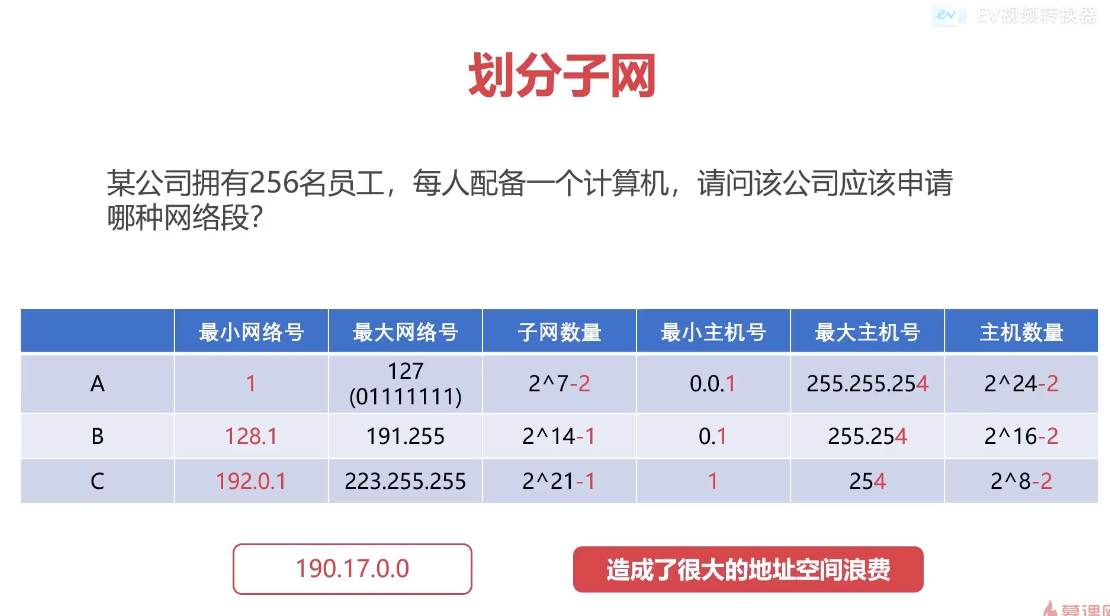 EV视频转换器
划分子网
某公司拥有256名员工，每人配备一个计算机，请问该公司应该申请
哪种网络段？
最小网络号 最大网络号 子网数量 最小主机号 最大主机号 主机数量
A 1 127 (01111111) 2^7-2 0.0.1 255.255.254 2^24-2
B 128.1 191.255 2^14-1 0.1 255.254 2^16-2
C 192.0.1 223.255.255 2^21-1 1 254 2^8-2
190.17.0.0 造成了很大的地址空间浪费